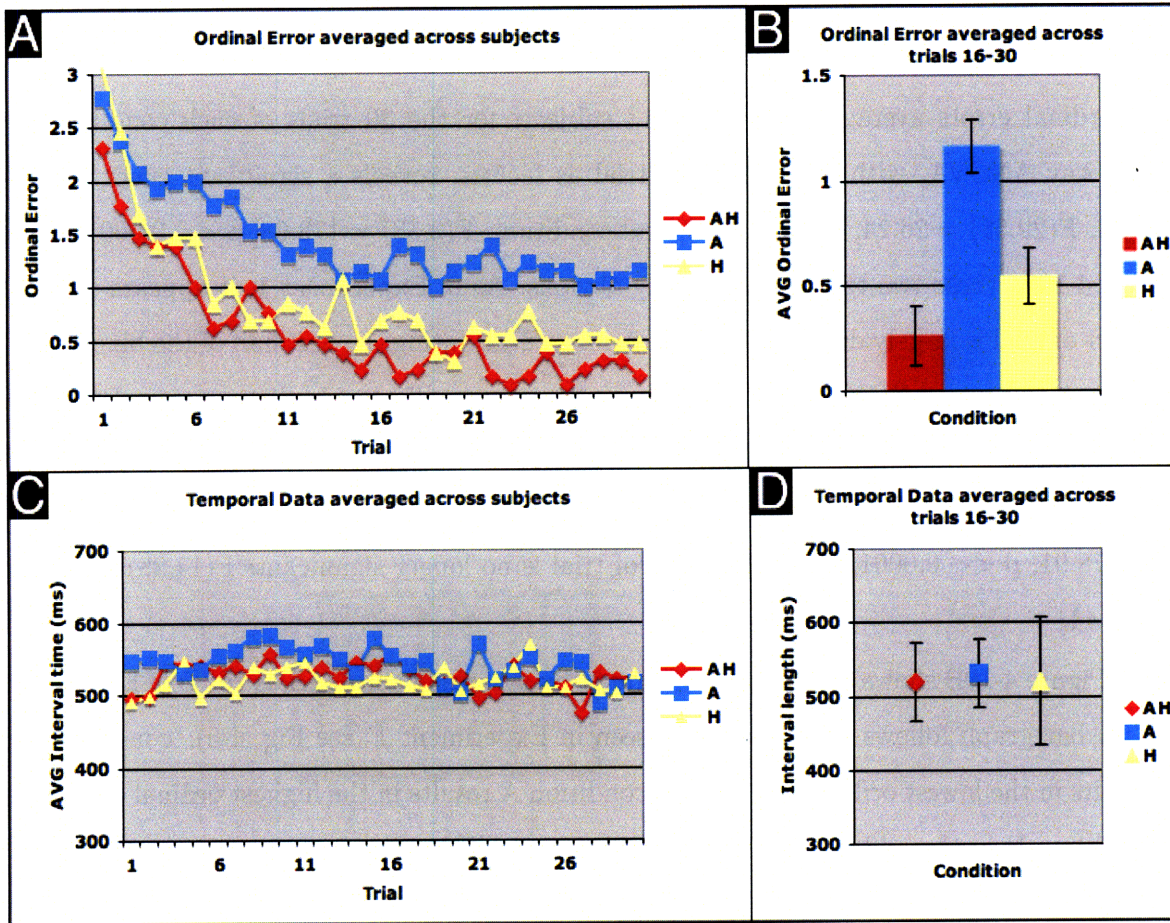 A
Ordinal Error averaged across subjects
Ordinal Error
3
2.5
2
1.5
1
0.5
0
1 6 11 16 21 26
Trial
AH
A
H
B
Ordinal Error averaged across
trials 16-30
AVG Ordinal Error
1.5
1
0.5
0
Condition
AH
A
H
C
Temporal Data averaged across subjects
AVG Interval time (ms)
700
600
500
400
300
1 6 11 16 21 26
Trial
AH
A
H
D
Temporal Data averaged across
trials 16-30
Interval length (ms)
700
600
500
400
300
Condition
AH
A
H